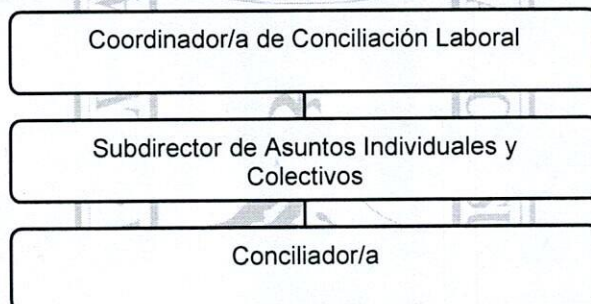 Coordinador/a de Conciliación Laboral
Subdirector de Asuntos Individuales y
Colectivos
Conciliador/a